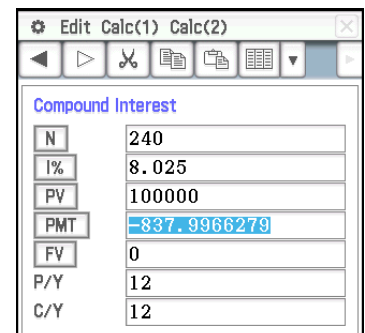 Edit Calc(1) Calc(2)
Compound Interest
N 240
I% 8.025
PV 100000
PMT -837.9966279
FV 0
P/Y 12
C/Y 12